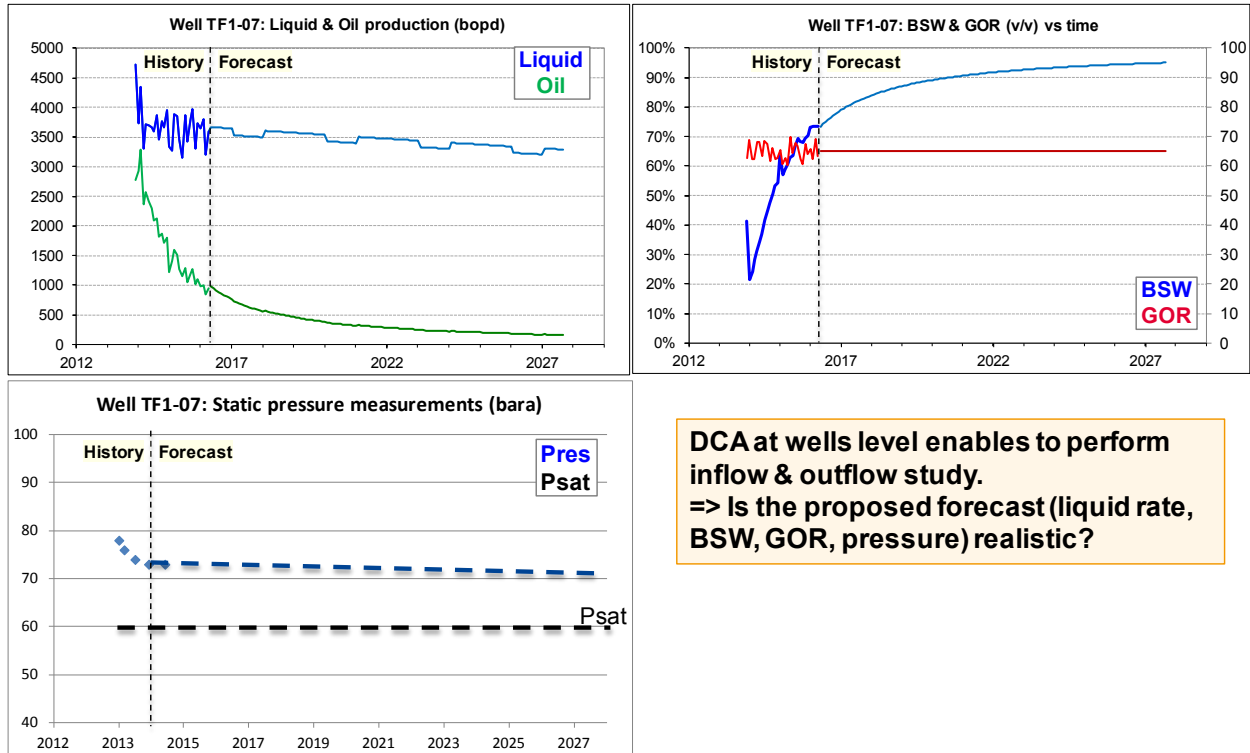 Well TF1-07: Liquid & Oil production (bopd)
5000
4500
4000
3500
3000
2500
2000
1500
1000
500
0
History Forecast
Liquid
Oil
2012 2017 2022 2027
Well TF1-07: BSW & GOR (v/v) vs time
100%
90%
80%
70%
60%
50%
40%
30%
20%
10%
0%
History Forecast
100
90
80
70
60
50
40
30
20
10
0
BSW
GOR
2012 2017 2022 2027
Well TF1-07: Static pressure measurements (bara)
100
90
80
70
60
50
40
History Forecast
Pres
Psat
Psat
2012 2013 2015 2017 2019 2021 2023 2025 2027
DCA at wells level enables to perform
inflow & outflow study.
=> Is the proposed forecast (liquid rate,
BSW, GOR, pressure) realistic?